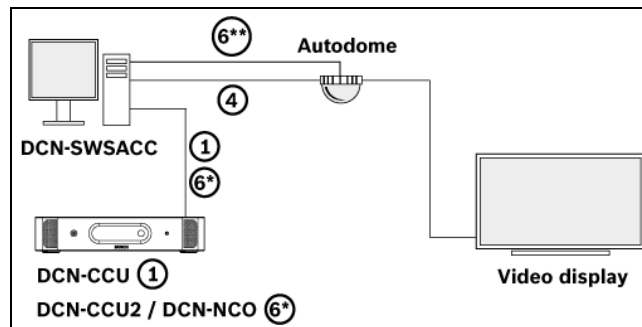 6**
Autodome
4
DCN-SWSACC
1
6*
DCN-CCU 1
DCN-CCU2 / DCN-NCO 6*
Video display